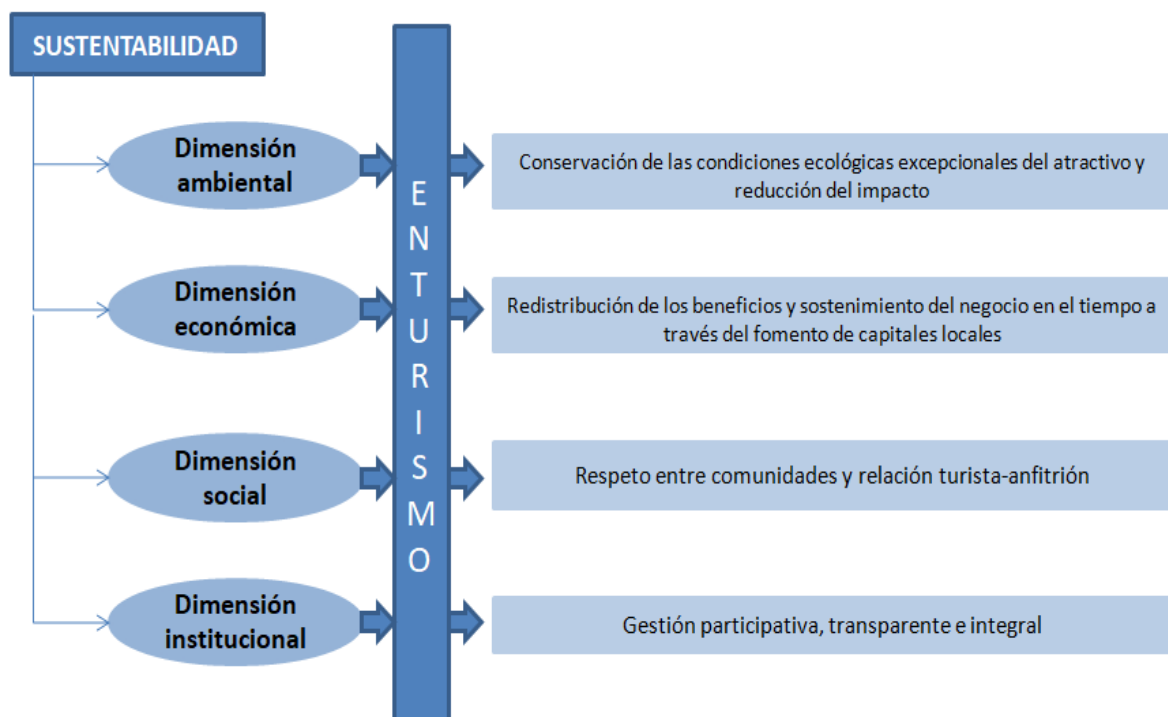 SUSTENTABILIDAD
Dimensión
ambiental
Conservación de las condiciones ecológicas excepcionales del atractivo y
reducción del impacto
Dimensión
económica
Redistribución de los beneficios y sostenimiento del negocio en el tiempo a
través del fomento de capitales locales
Dimensión
social
Respeto entre comunidades y relación turista-anfitrión
Dimensión
institucional
Gestión participativa, transparente e integral
ENTURISMO